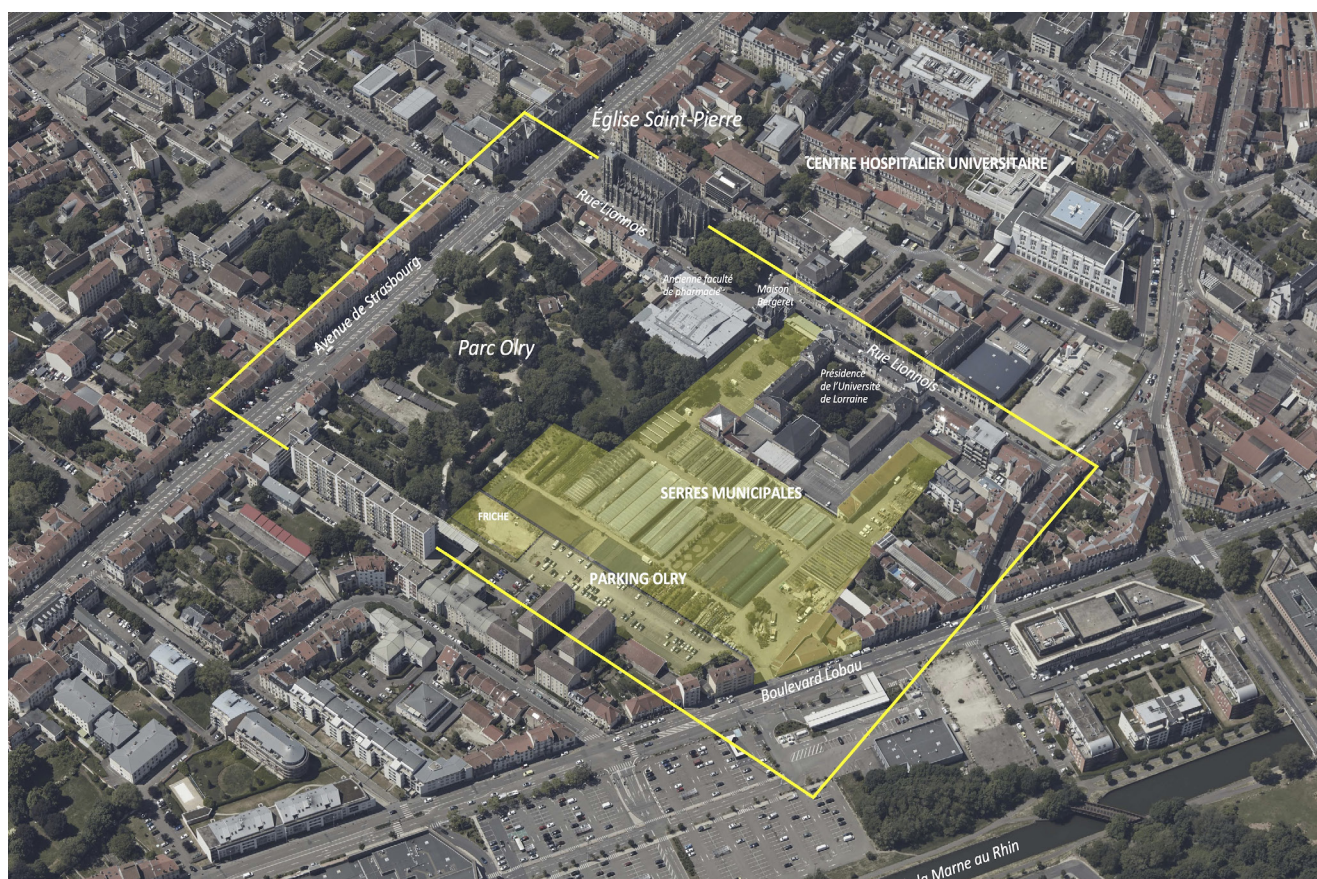 Église Saint-Pierre
CENTRE HOSPITALIER UNIVERSITAIRE
Rue Lionnois
Avenue de Strasbourg
Ancienne faculté
de pharmacie
Maison
Bergeret
Parc Olry
Rue Lionnois
Présidence
de l'Université
de Lorraine
SERRES MUNICIPALES
FRICHE
PARKING OLRY
Boulevard Lobau
la Marne au Rhin